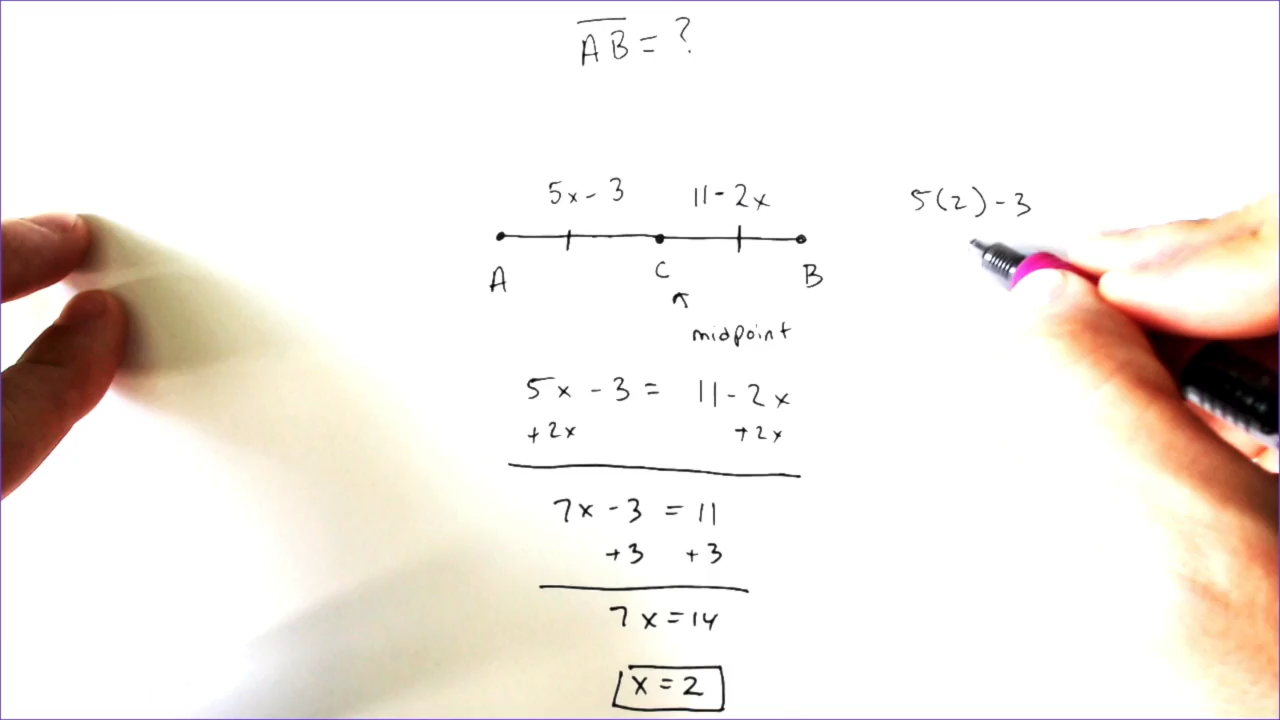 AB = ?
5x - 3 11 - 2x 5(2) - 3
A C B
midpoint
5x - 3 = 11 - 2x
+2x +2x
7x - 3 = 11
+3 +3
7x = 14
x = 2